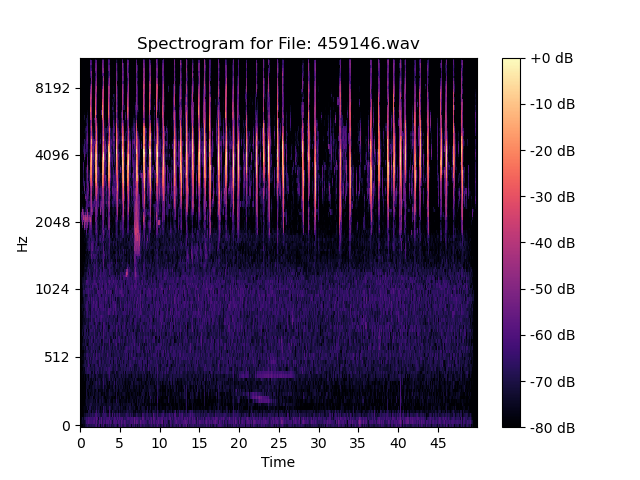 Spectrogram for File: 459146.wav
Hz
8192
4096
2048
1024
512
0
0 5 10 15 20 25 30 35 40 45
Time
+0 dB
-10 dB
-20 dB
-30 dB
-40 dB
-50 dB
-60 dB
-70 dB
-80 dB